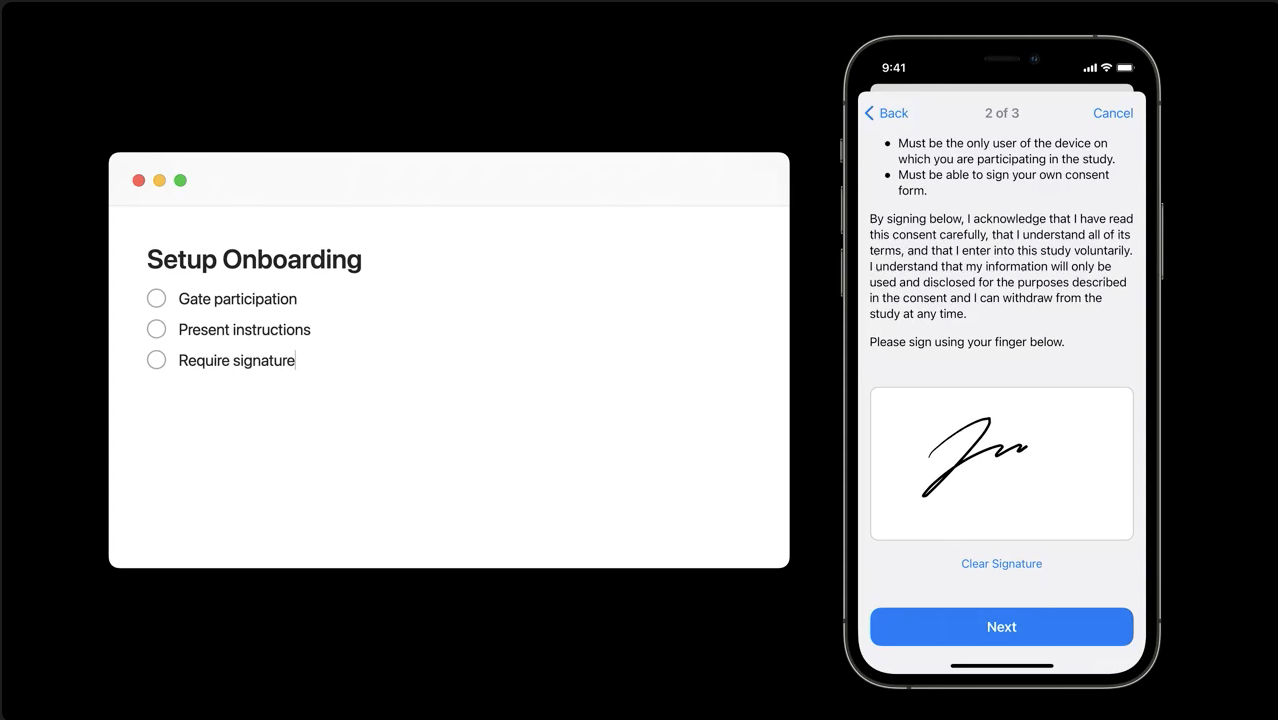 Setup Onboarding
Gate participation
Present instructions
Require signature
9:41
Back
2 of 3
Cancel
• Must be the only user of the device on
which you are participating in the study.
• Must be able to sign your own consent
form.
By signing below, I acknowledge that I have read
this consent carefully, that I understand all of its
terms, and that I enter into this study voluntarily.
I understand that my information will only be
used and disclosed for the purposes described
in the consent and I can withdraw from the
study at any time.
Please sign using your finger below.
Clear Signature
Next